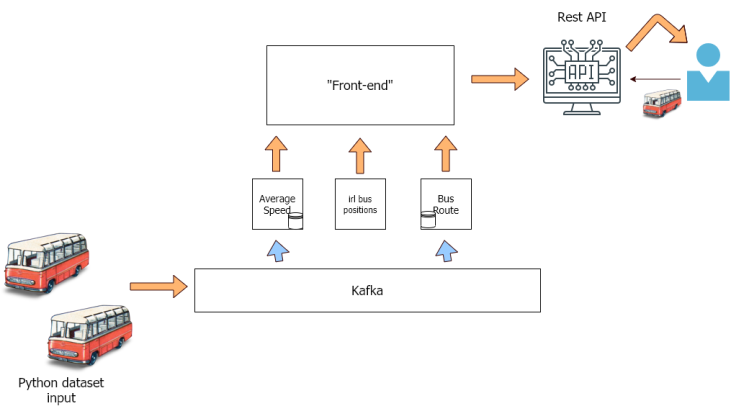 Rest API
API
"Front-end"
Average
Speed
irl bus
positions
Bus
Route
Kafka
Python dataset
input